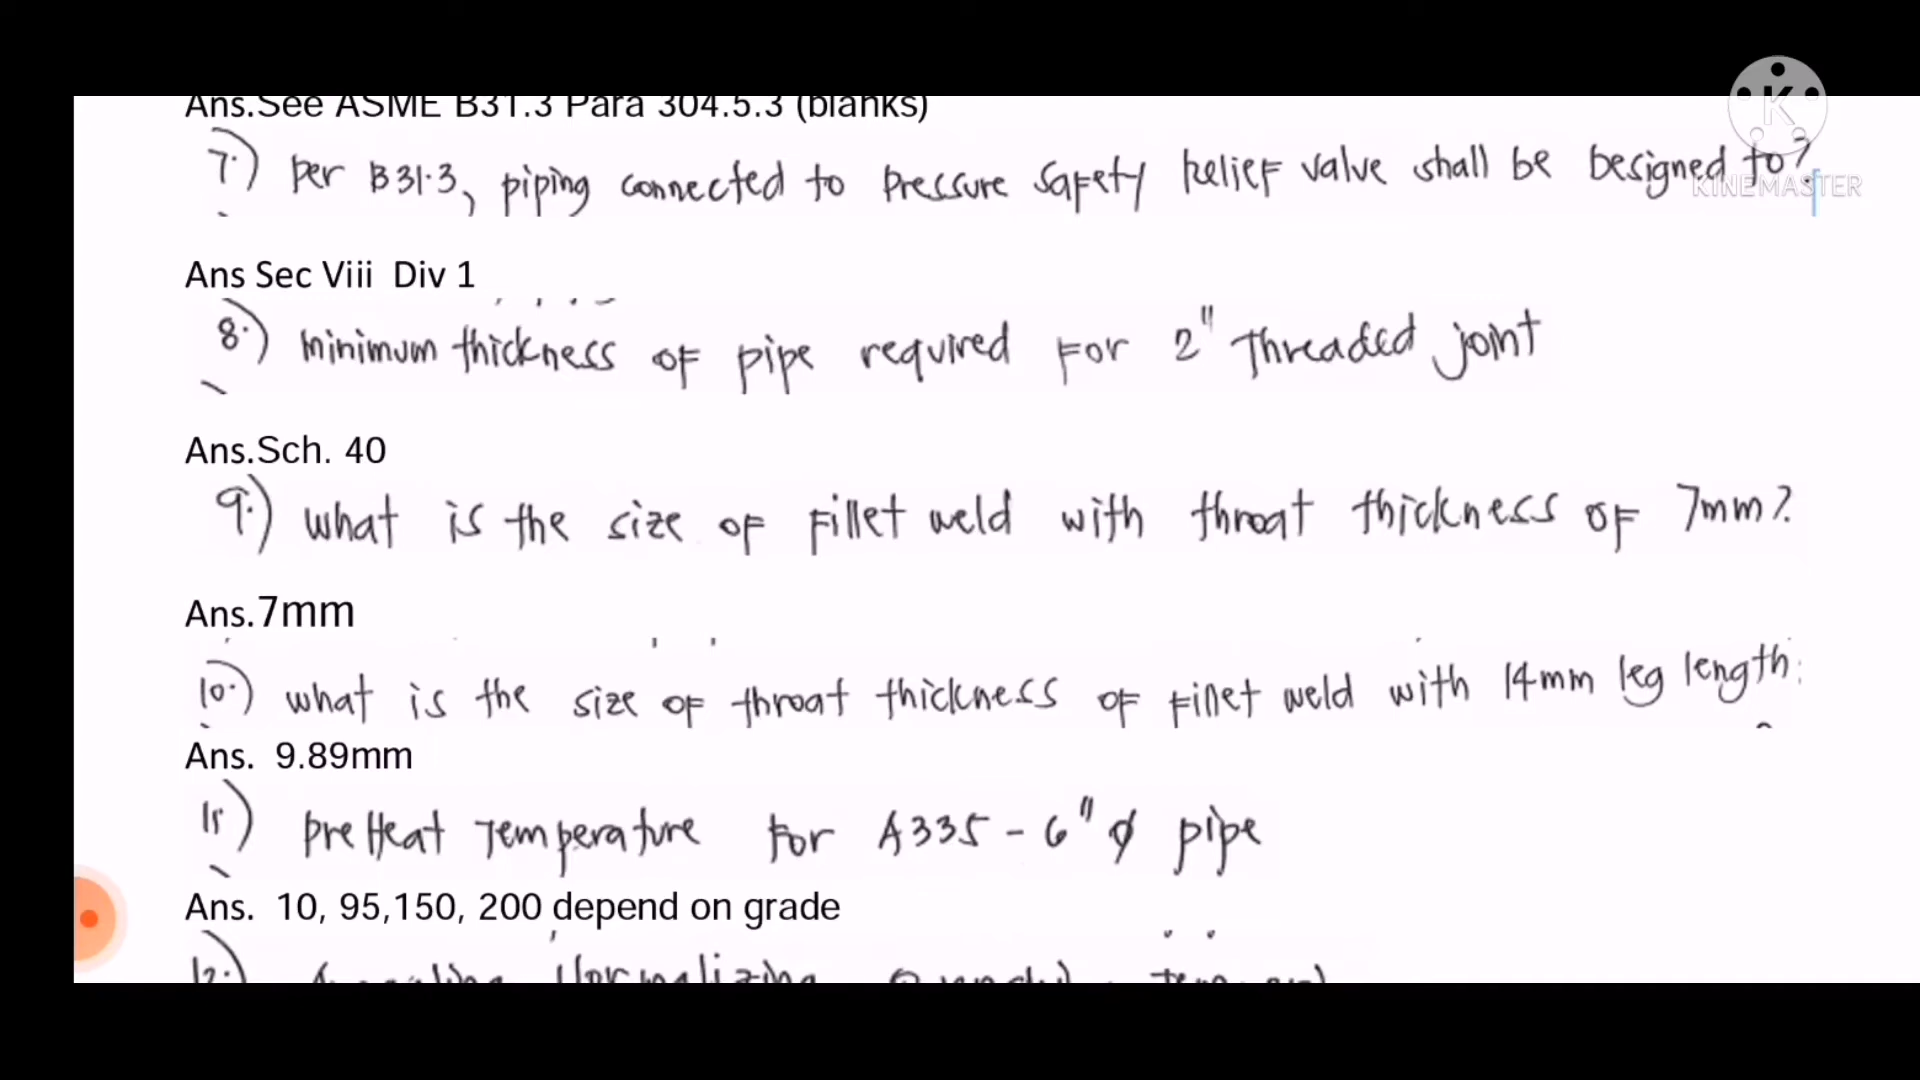 Ans.See ASME B31.3 Para 304.5.3 (blanks)
7.) Per B31.3, piping connected to pressure safety relief valve shall be besigned to?
KINEMASTER
Ans Sec Viii Div 1
8.) minimum thickness of pipe required for 2" Threaded joint
Ans.Sch. 40
9.) what is the size of fillet weld with throat thickness of 7mm?
Ans.7mm
10.) what is the size of throat thickness of fillet weld with 14mm leg length
Ans. 9.89mm
11.) preHeat Temperature for A335-6"ø pipe
Ans. 10, 95,150, 200 depend on grade
12.) Normalizing